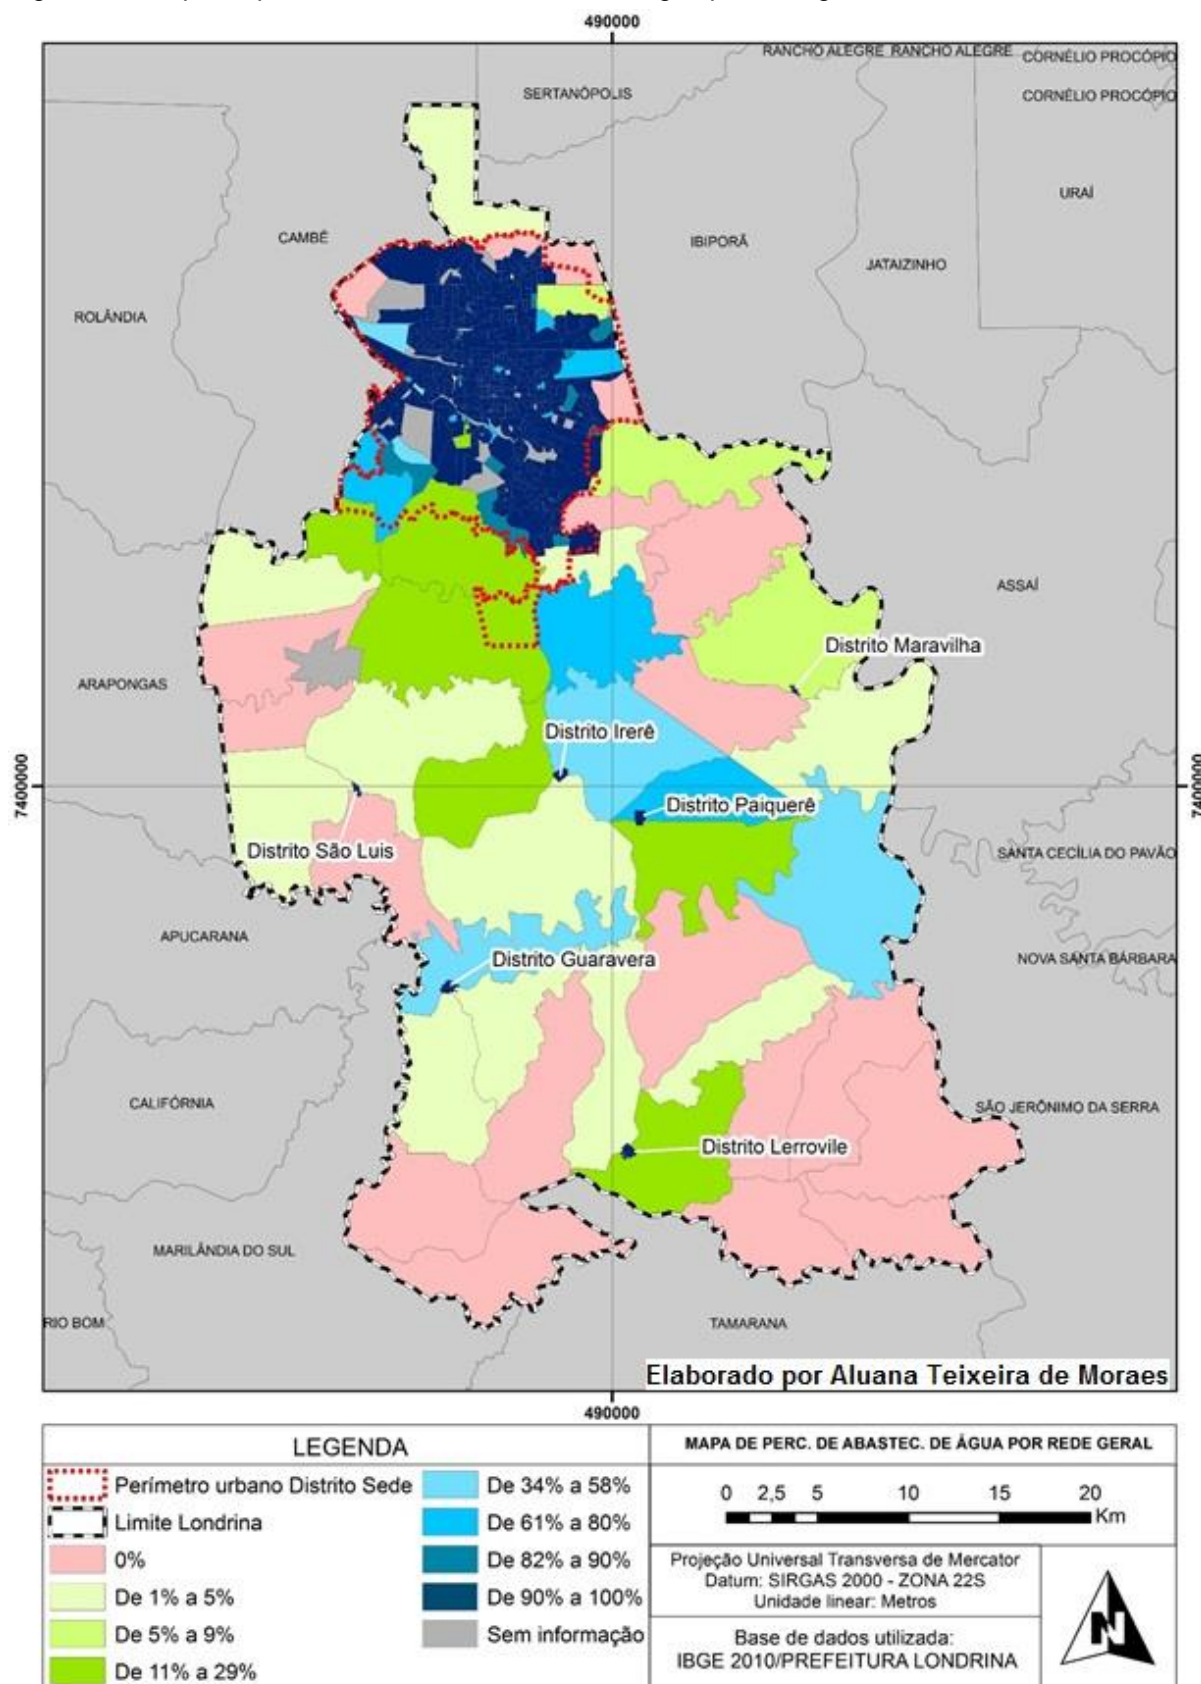 490000
RANCHO ALEGRE RANCHO ALEGRE
CORNÉLIO PROCÓPIO
SERTANÓPOLIS
CORNÉLIO PROCÓPIO
URAÍ
CAMBÉ
IBIPORÃ
JATAIZINHO
ROLÂNDIA
ASSAÍ
Distrito Maravilha
ARAPONGAS
Distrito Irerê
7400000
7400000
Distrito Paiquerê
Distrito São Luis
SANTA CECÍLIA DO PAVÃO
APUCARANA
Distrito Guaravera
NOVA SANTA BÁRBARA
CALIFÓRNIA
SÃO JERÔNIMO DA SERRA
Distrito Lerrovile
MARILÂNDIA DO SUL
RIO BOM
TAMARANA
Elaborado por Aluana Teixeira de Moraes
490000
LEGENDA
Perímetro urbano Distrito Sede
Limite Londrina
0%
De 1% a 5%
De 5% a 9%
De 11% a 29%
De 34% a 58%
De 61% a 80%
De 82% a 90%
De 90% a 100%
Sem informação
MAPA DE PERC. DE ABASTEC. DE ÁGUA POR REDE GERAL
0 2,5 5 10 15 20
Km
Projeção Universal Transversa de Mercator
Datum: SIRGAS 2000 - ZONA 22S
Unidade linear: Metros
Base de dados utilizada:
IBGE 2010/PREFEITURA LONDRINA
N